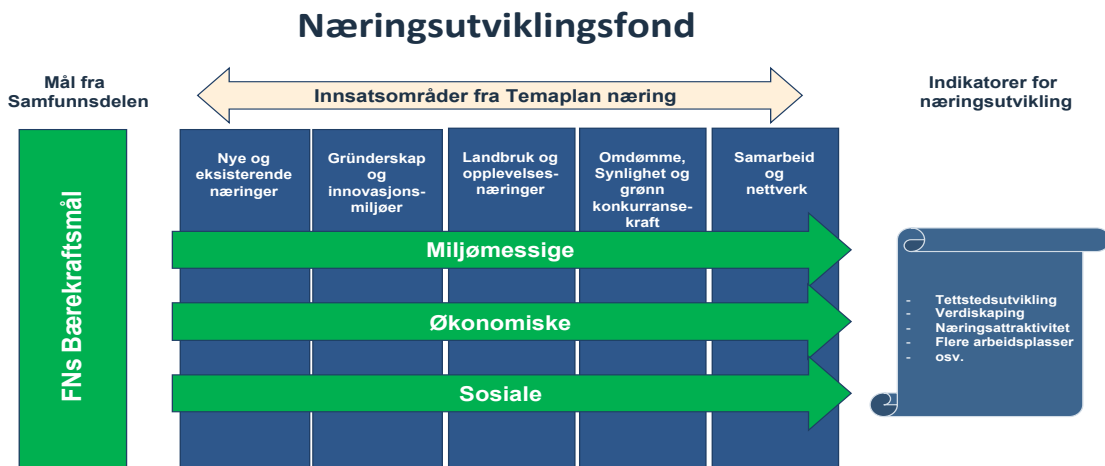 Næringsutviklingsfond
Mål fra
Samfunnsdelen
Innsatsområder fra Temaplan næring
Indikatorer for
næringsutvikling
FNs Bærekraftsmål
Nye og
eksisterende
næringer
Gründerskap
og
innovasjons-
miljøer
Landbruk og
opplevelses-
næringer
Omdømme,
Synlighet og
grønn
konkurranse-
kraft
Samarbeid
og
nettverk
Miljømessige
Økonomiske
Sosiale
- Tettstedsutvikling
- Verdiskaping
- Næringsattraktivitet
- Flere arbeidsplasser
- osv.